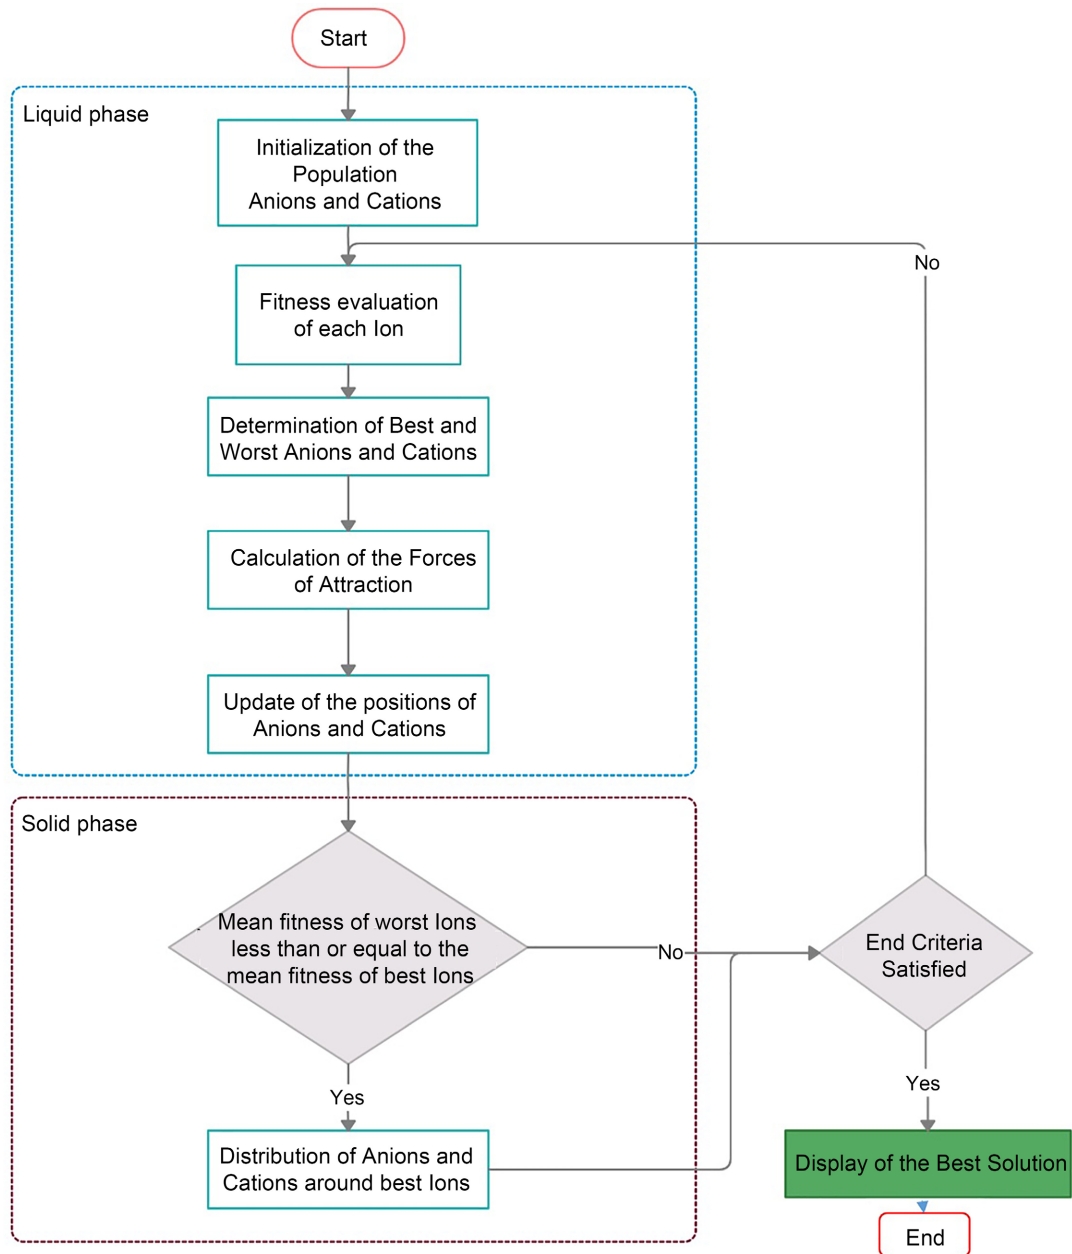 Start
Liquid phase
Initialization of the
Population
Anions and Cations
No
Fitness evaluation
of each Ion
Determination of Best and
Worst Anions and Cations
Calculation of the Forces
of Attraction
Update of the positions of
Anions and Cations
Solid phase
Mean fitness of worst Ions
less than or equal to the
mean fitness of best Ions
No
End Criteria
Satisfied
Yes
Yes
Distribution of Anions and
Cations around best Ions
Display of the Best Solution
End